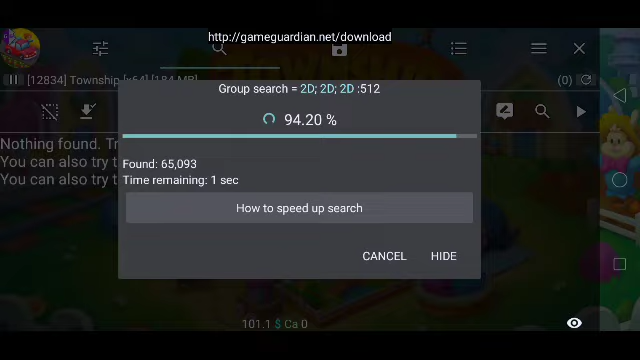 http://gameguardian.net/download
[12834] Township [x64] [184 MB]
(0)
Group search = 2D; 2D; 2D :512
94.20 %
Nothing found. Tr
You can also try t
You can also try t
Found: 65,093
Time remaining: 1 sec
How to speed up search
CANCEL HIDE
101.1 $ Ca 0